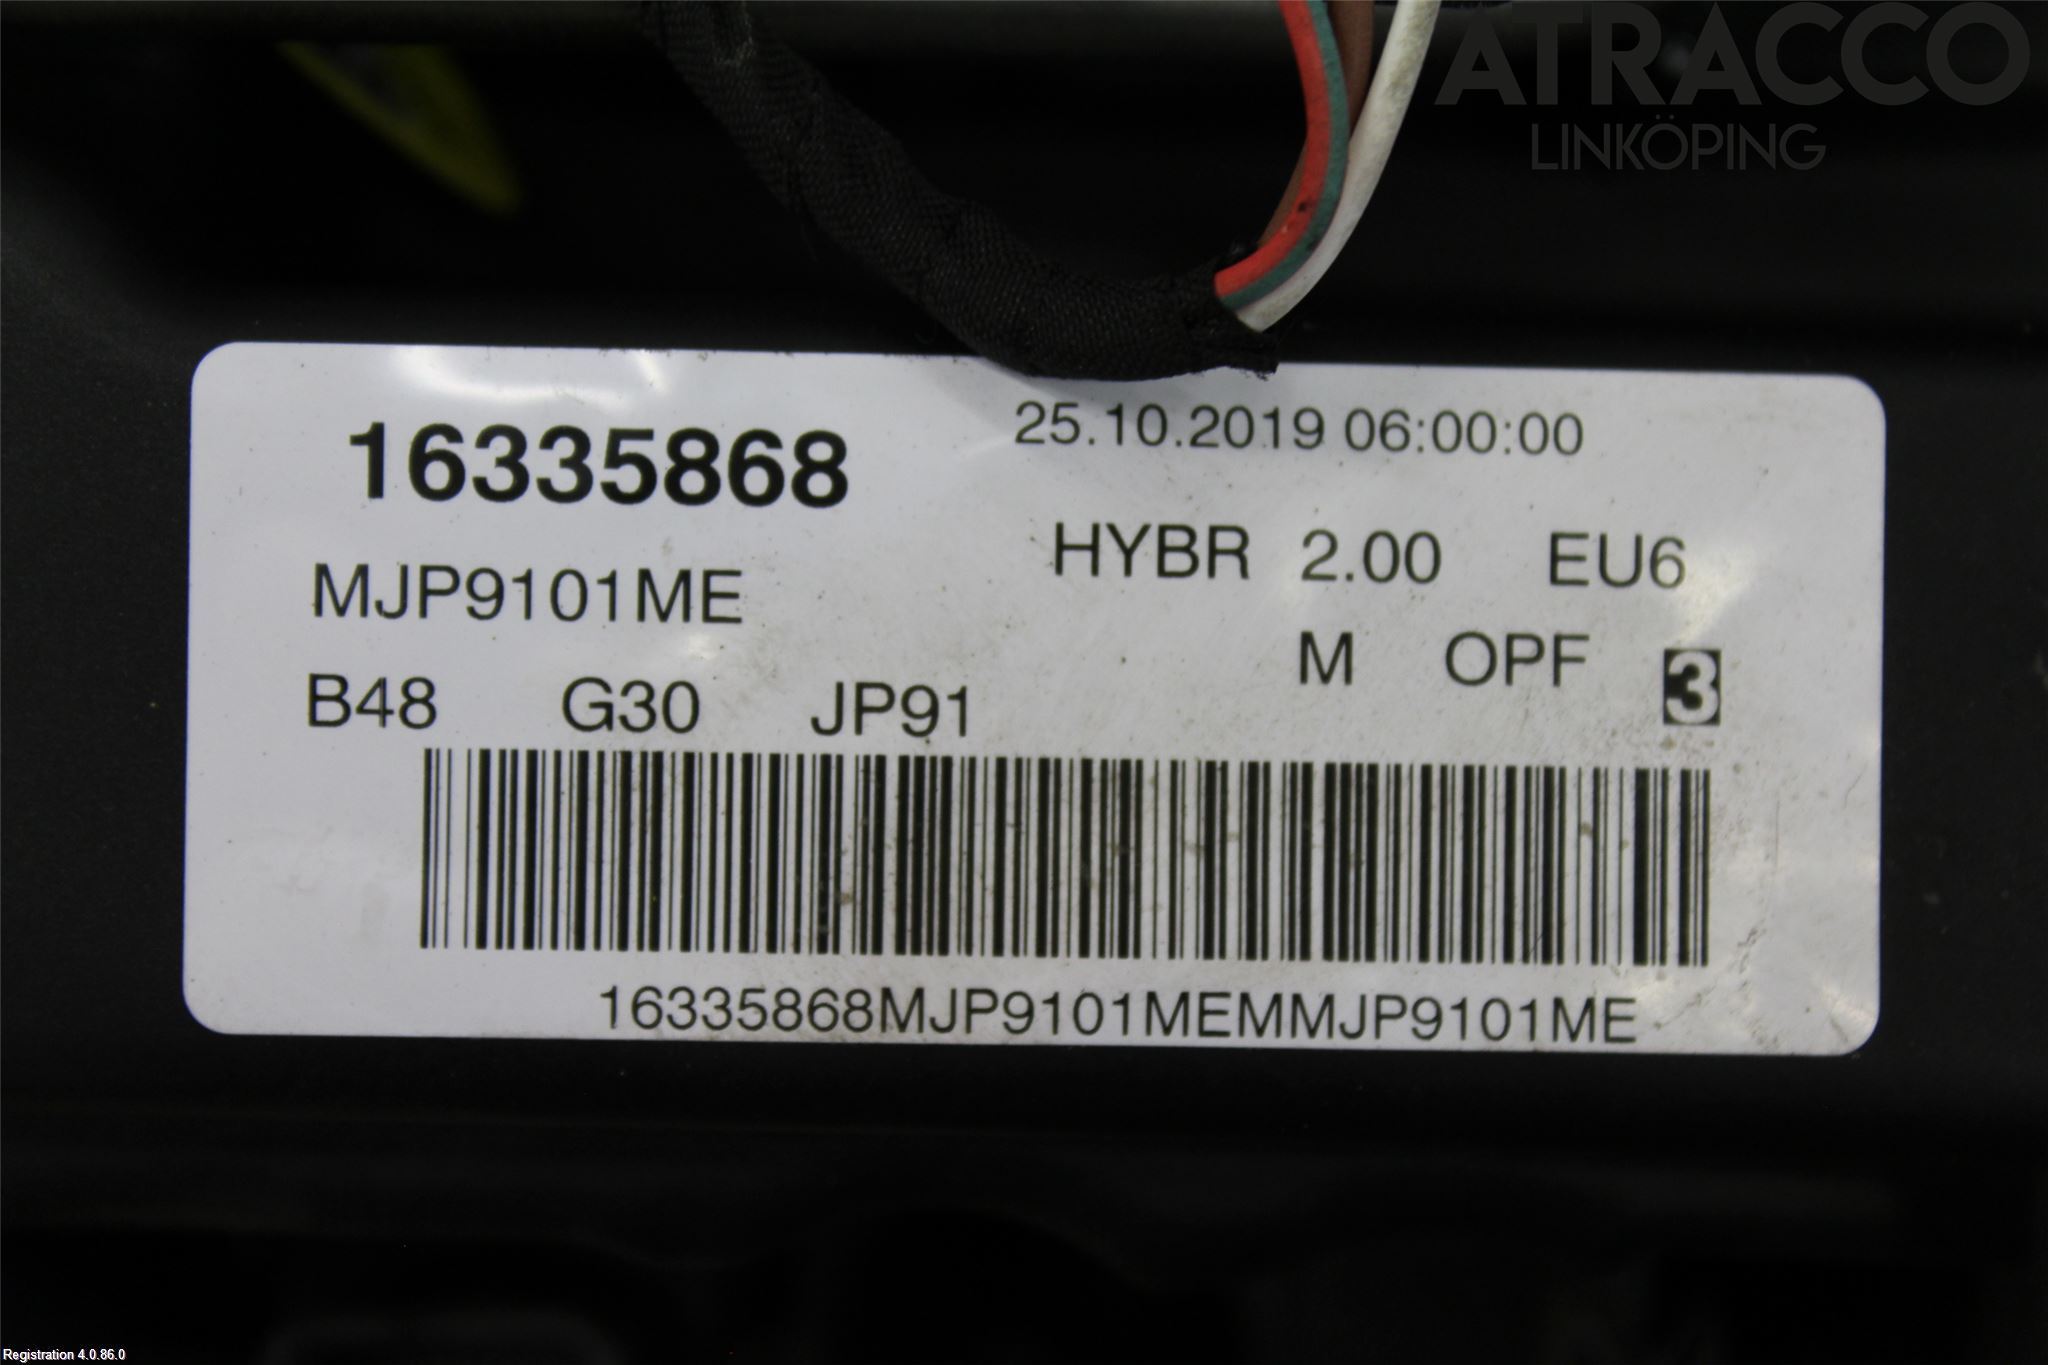 ATRACCO
LINKÖPING
16335868
25.10.2019 06:00:00
MJP9101ME
HYBR 2.00 EU6
M OPF 3
B48 G30 JP91
16335868MJP9101MEMMJP9101ME
Registration 4.0.86.0